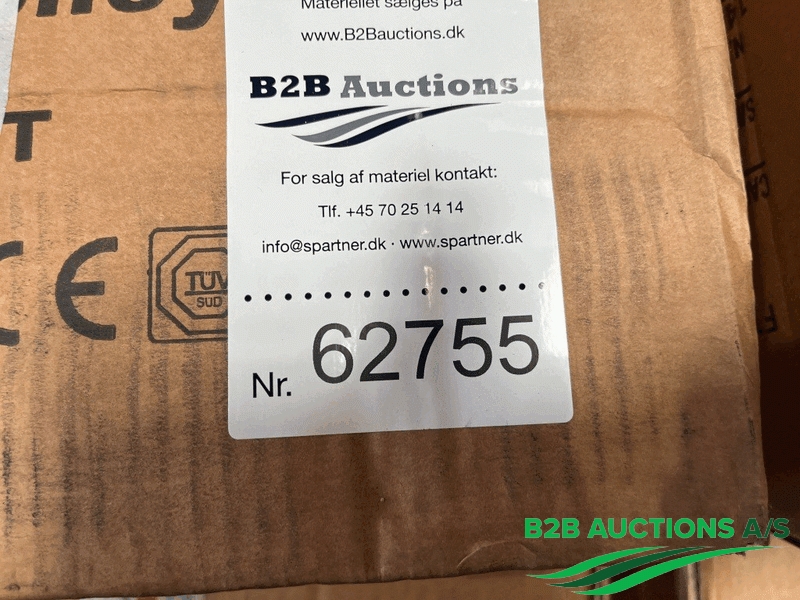 Materiellet sælges på
www.B2Bauctions.dk
B2B Auctions
For salg af materiel kontakt:
Tlf. +45 70 25 14 14
info@spartner.dk · www.spartner.dk
Nr. 62755
T
CE
TÜV
SUD
B2B AUCTIONS A/S